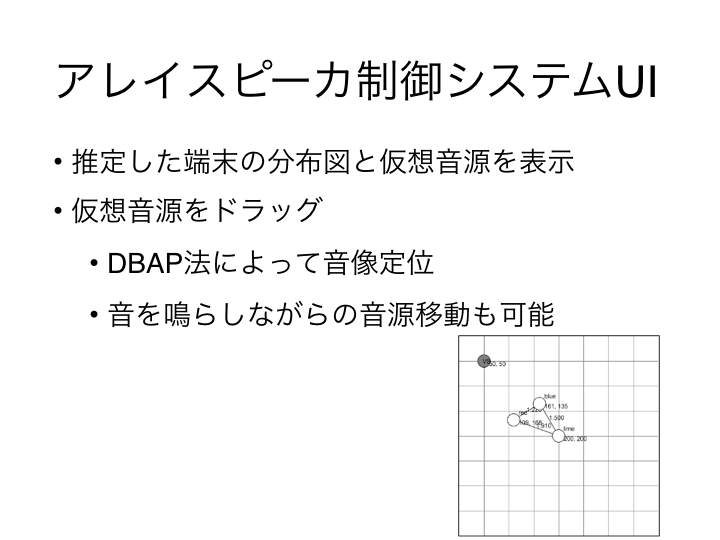 アレイスピーカ制御システムUI
• 推定した端末の分布図と仮想音源を表示
• 仮想音源をドラッグ
• DBAP法によって音像定位
• 音を鳴らしながらの音源移動も可能
50, 50
blue
161, 135
red
1.500
lime
200, 200